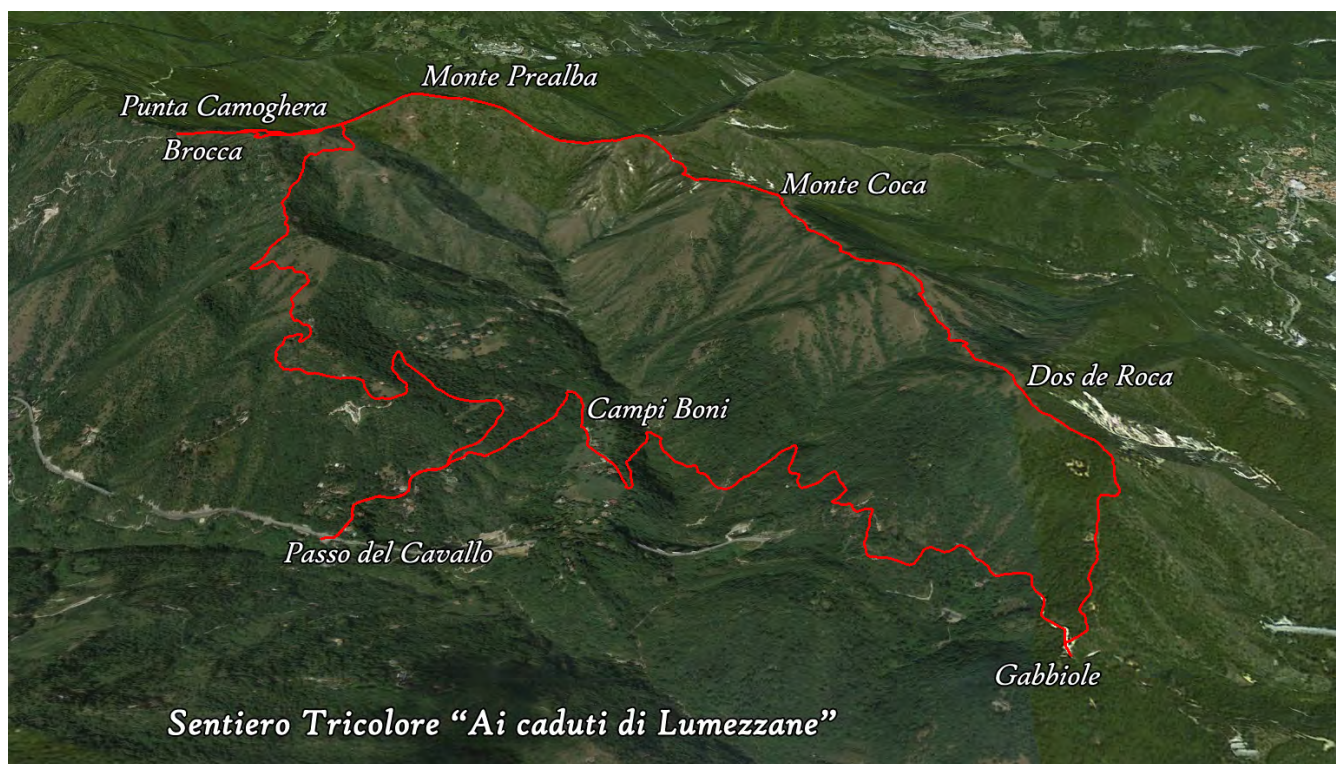 Monte Prealba
Punta Camoghera
Brocca
Monte Coca
Dos de Roca
Campi Boni
Passo del Cavallo
Gabbiole
Sentiero Tricolore “Ai caduti di Lumezzane”